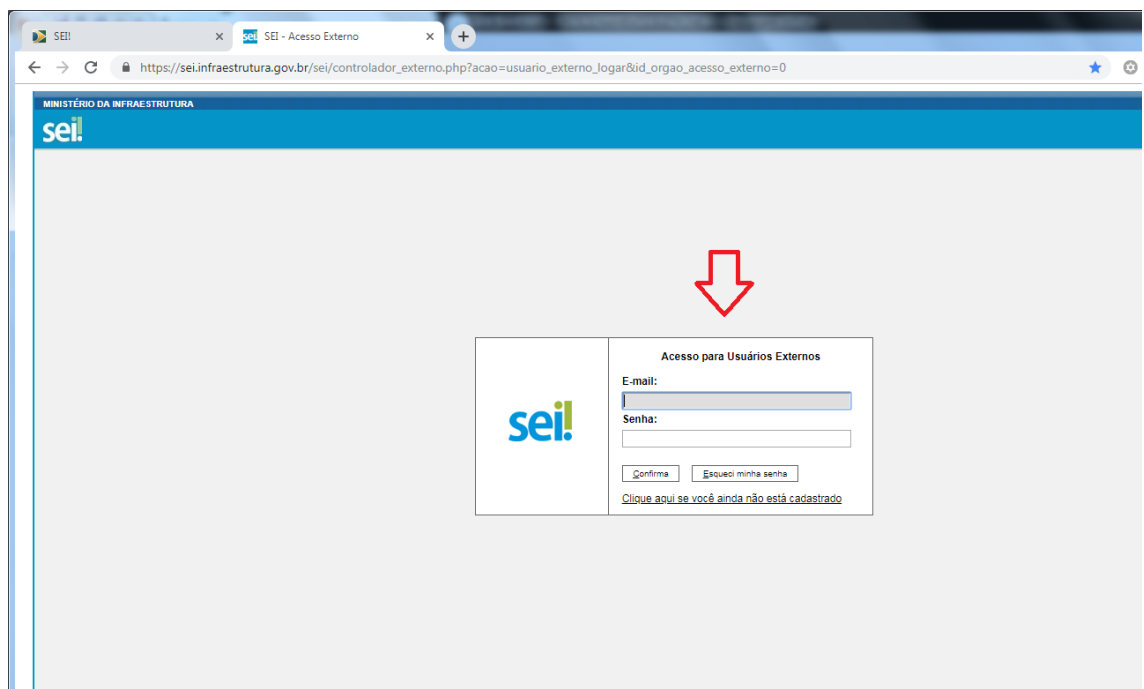 SEI!
SEI - Acesso Externo
https://sei.infraestrutura.gov.br/sei/controlador_externo.php?acao=usuario_externo_logar&id_orgao_acesso_externo=0
MINISTÉRIO DA INFRAESTRUTURA
sei!
Acesso para Usuários Externos
E-mail:
sei!
Senha:
Confirma Esqueci minha senha
Clique aqui se você ainda não está cadastrado